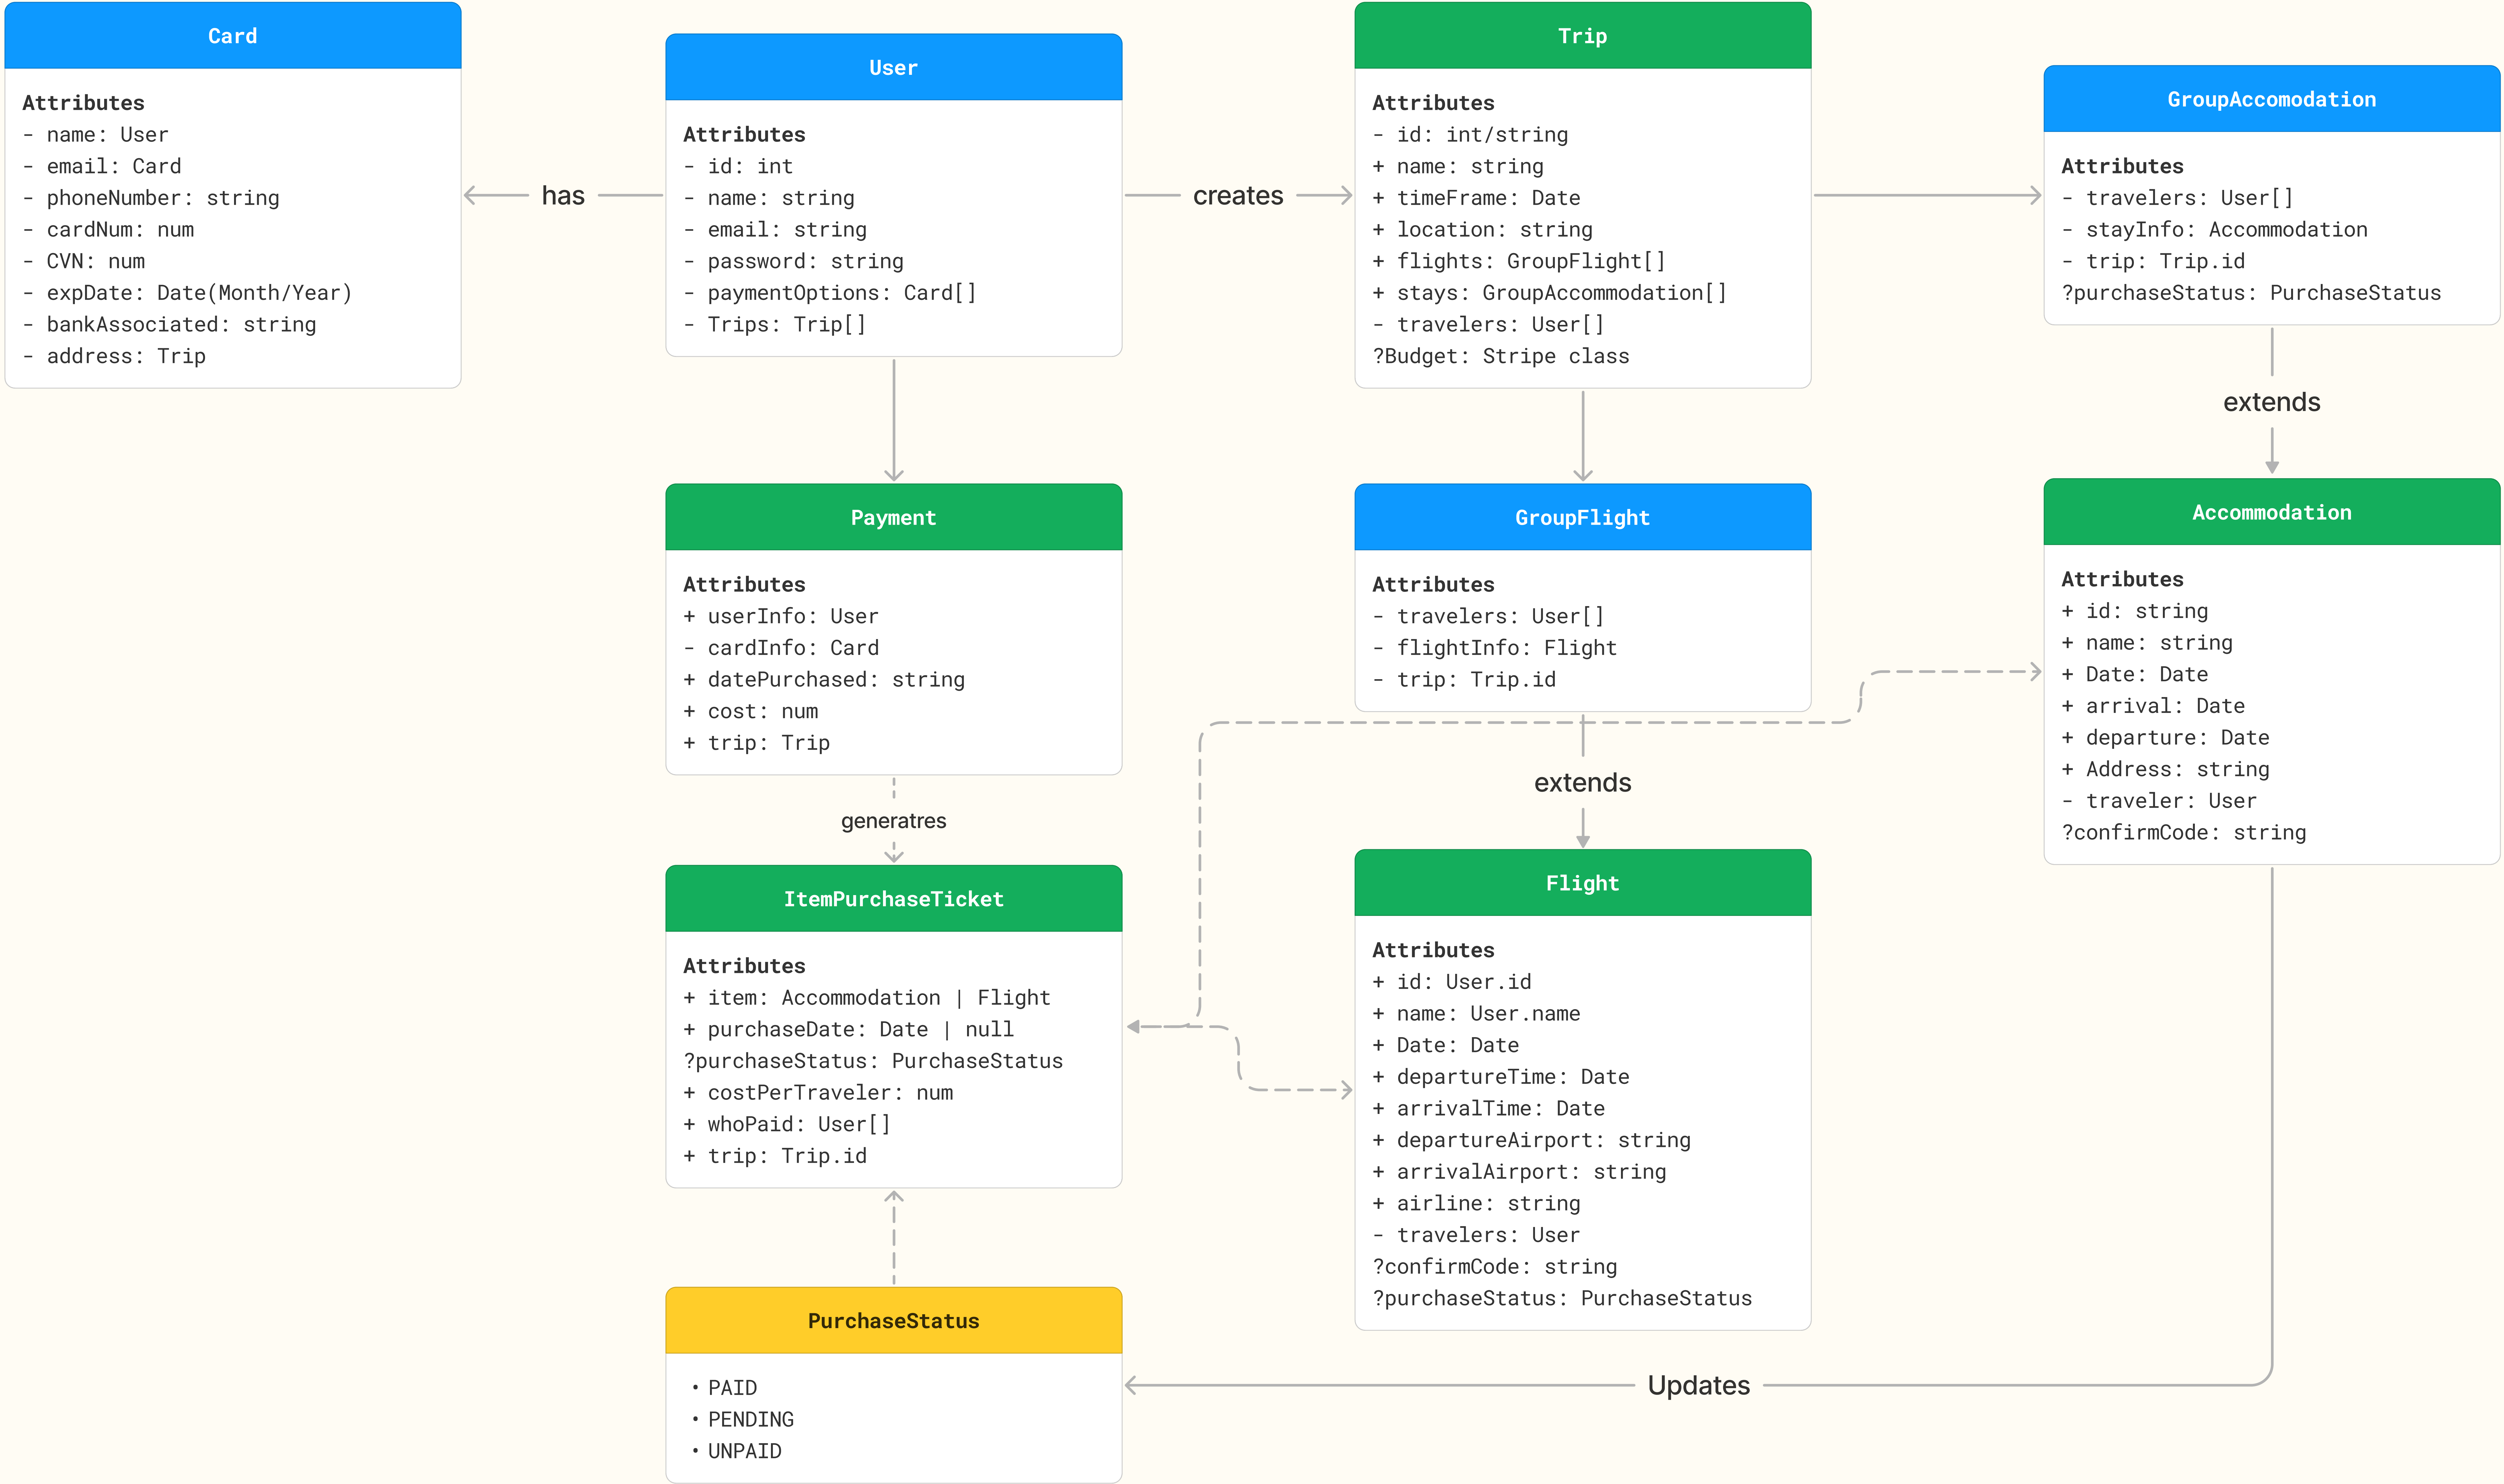 Card
Attributes
- name: User
- email: Card
- phoneNumber: string
- cardNum: num
- CVN: num
- expDate: Date(Month/Year)
- bankAssociated: string
- address: Trip
has
User
Attributes
- id: int
- name: string
- email: string
- password: string
- paymentOptions: Card[]
- Trips: Trip[]
creates
Trip
Attributes
- id: int/string
+ name: string
+ timeFrame: Date
+ location: string
+ flights: GroupFlight[]
+ stays: GroupAccommodation[]
- travelers: User[]
?Budget: Stripe class
GroupAccomodation
Attributes
- travelers: User[]
- stayInfo: Accommodation
- trip: Trip.id
?purchaseStatus: PurchaseStatus
extends
Payment
Attributes
+ userInfo: User
- cardInfo: Card
+ datePurchased: string
+ cost: num
+ trip: Trip
generatres
GroupFlight
Attributes
- travelers: User[]
- flightInfo: Flight
- trip: Trip.id
extends
Accommodation
Attributes
+ id: string
+ name: string
+ Date: Date
+ arrival: Date
+ departure: Date
+ Address: string
- traveler: User
?confirmCode: string
ItemPurchaseTicket
Attributes
+ item: Accommodation | Flight
+ purchaseDate: Date | null
?purchaseStatus: PurchaseStatus
+ costPerTraveler: num
+ whoPaid: User[]
+ trip: Trip.id
Flight
Attributes
+ id: User.id
+ name: User.name
+ Date: Date
+ departureTime: Date
+ arrivalTime: Date
+ departureAirport: string
+ arrivalAirport: string
+ airline: string
- travelers: User
?confirmCode: string
?purchaseStatus: PurchaseStatus
PurchaseStatus
• PAID
• PENDING
• UNPAID
Updates